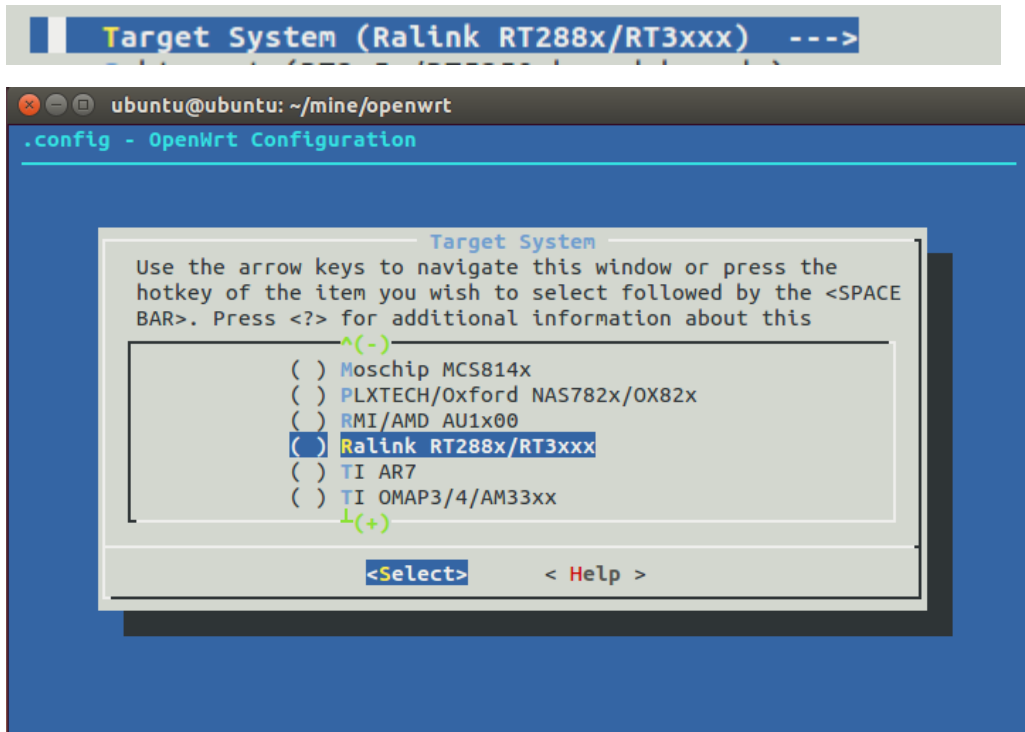 Target System (Ralink RT288x/RT3xxx)  --->
ubuntu@ubuntu: ~/mine/openwrt
.config - OpenWrt Configuration
Target System
Use the arrow keys to navigate this window or press the
hotkey of the item you wish to select followed by the <SPACE
BAR>. Press <?> for additional information about this
^(-)
( ) Moschip MCS814x
( ) PLXTECH/Oxford NAS782x/OX82x
( ) RMI/AMD AU1x00
( ) Ralink RT288x/RT3xxx
( ) TI AR7
( ) TI OMAP3/4/AM33xx
┴(+)
<Select>      < Help >